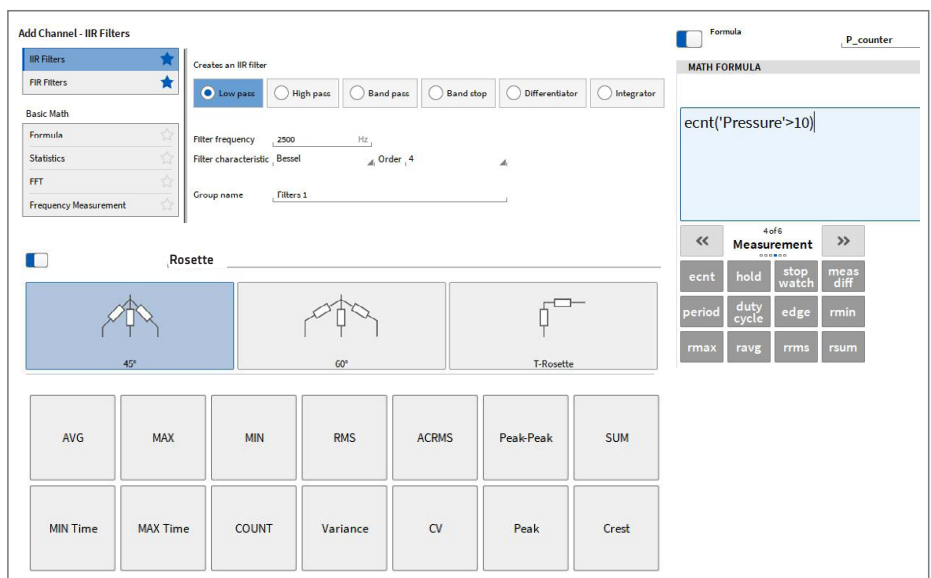 Add Channel - IIR Filters
IIR Filters
FIR Filters
Basic Math
Formula
Statistics
FFT
Frequency Measurement
Creates an IIR filter
Low pass
High pass
Band pass
Band stop
Differentiator
Integrator
Filter frequency 2500 Hz
Filter characteristic Bessel Order 4
Group name Filters 1
Formula
P_counter
MATH FORMULA
ecnt('Pressure'>10)
4 of 6
<< Measurement >>
ecnt hold stop watch meas diff
period duty cycle edge rmin
rmax ravg rrms rsum
Rosette
45° 60° T-Rosette
AVG MAX MIN RMS ACRMS Peak-Peak SUM
MIN Time MAX Time COUNT Variance CV Peak Crest